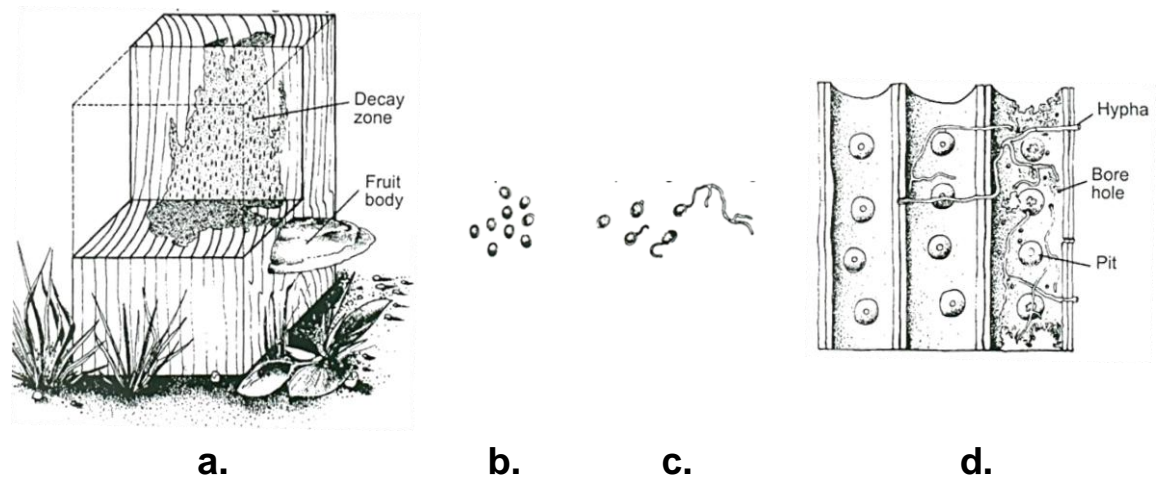 Decay
zone
Fruit
body
Hypha
Bore
hole
Pit
a.
b.
c.
d.